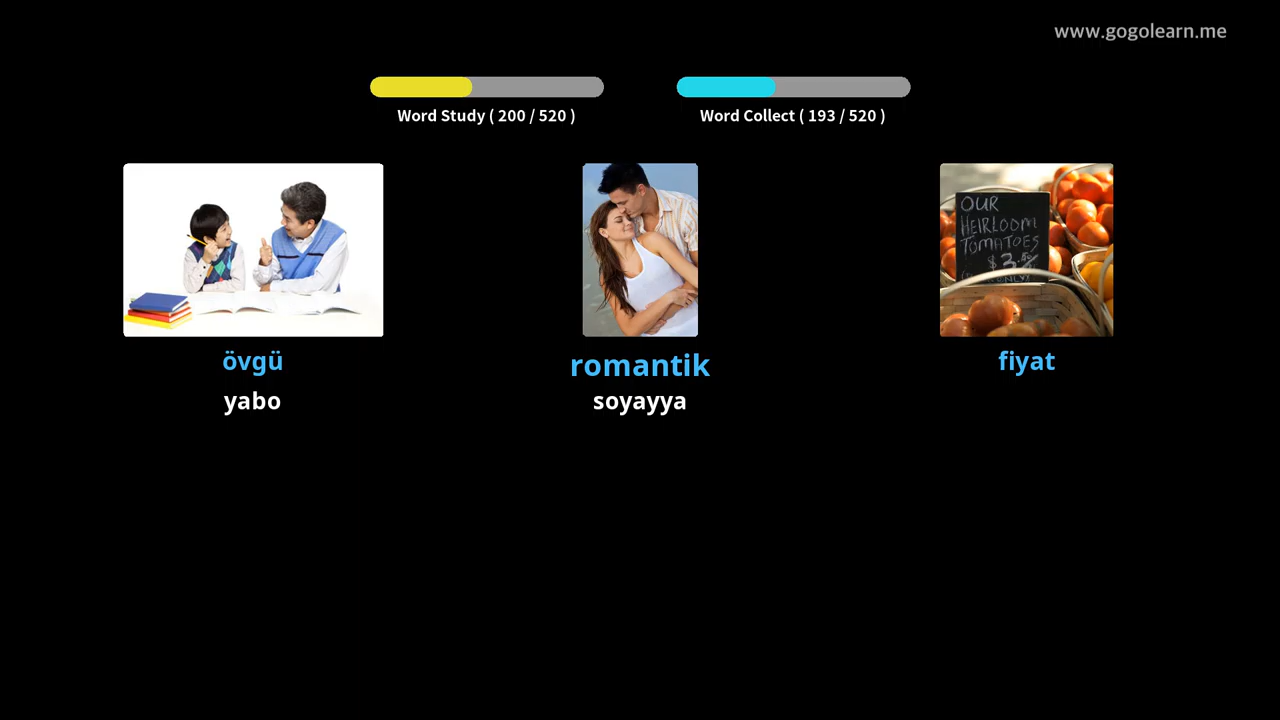 www.gogolearn.me
Word Study ( 200 / 520 )
Word Collect ( 193 / 520 )
OUR
HEIRLOOM
TOMATOES
$3
övgü
romantik
fiyat
yabo
soyayya